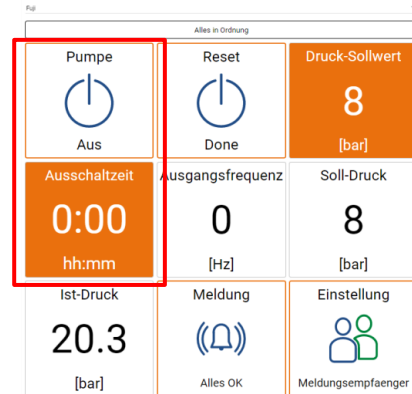 Fuji
Alles in Ordnung
Pumpe
Reset
Druck-Sollwert
8
Aus
Done
[bar]
Ausschaltzeit
Ausgangsfrequenz
Soll-Druck
0:00
0
8
hh:mm
[Hz]
[bar]
Ist-Druck
Meldung
Einstellung
20.3
[bar]
Alles OK
Meldungsempfaenger